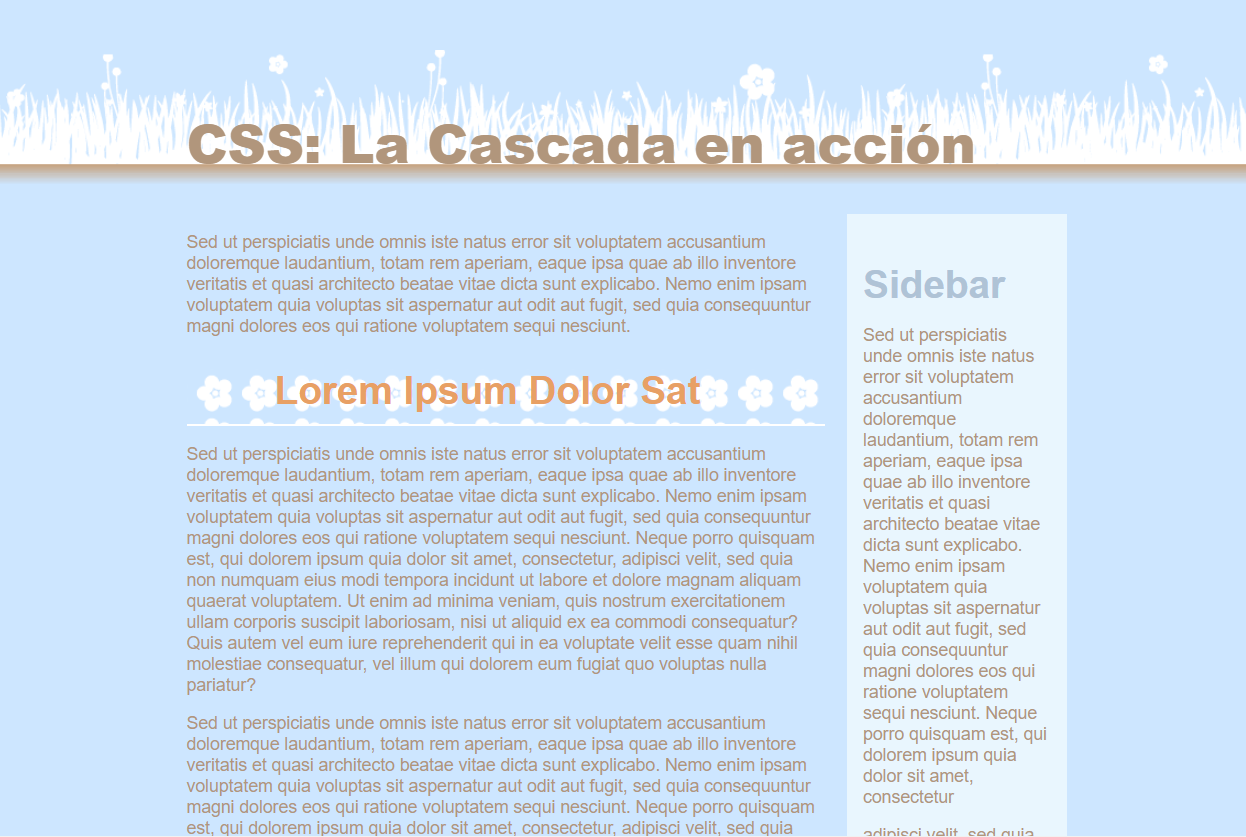 CSS: La Cascada en acción
Sed ut perspiciatis unde omnis iste natus error sit voluptatem accusantium
doloremque laudantium, totam rem aperiam, eaque ipsa quae ab illo inventore
veritatis et quasi architecto beatae vitae dicta sunt explicabo. Nemo enim ipsam
voluptatem quia voluptas sit aspernatur aut odit aut fugit, sed quia consequuntur
magni dolores eos qui ratione voluptatem sequi nesciunt.
Lorem Ipsum Dolor Sat
Sed ut perspiciatis unde omnis iste natus error sit voluptatem accusantium
doloremque laudantium, totam rem aperiam, eaque ipsa quae ab illo inventore
veritatis et quasi architecto beatae vitae dicta sunt explicabo. Nemo enim ipsam
voluptatem quia voluptas sit aspernatur aut odit aut fugit, sed quia consequuntur
magni dolores eos qui ratione voluptatem sequi nesciunt. Neque porro quisquam
est, qui dolorem ipsum quia dolor sit amet, consectetur, adipisci velit, sed quia
non numquam eius modi tempora incidunt ut labore et dolore magnam aliquam
quaerat voluptatem. Ut enim ad minima veniam, quis nostrum exercitationem
ullam corporis suscipit laboriosam, nisi ut aliquid ex ea commodi consequatur?
Quis autem vel eum iure reprehenderit qui in ea voluptate velit esse quam nihil
molestiae consequatur, vel illum qui dolorem eum fugiat quo voluptas nulla
pariatur?
Sed ut perspiciatis unde omnis iste natus error sit voluptatem accusantium
doloremque laudantium, totam rem aperiam, eaque ipsa quae ab illo inventore
veritatis et quasi architecto beatae vitae dicta sunt explicabo. Nemo enim ipsam
voluptatem quia voluptas sit aspernatur aut odit aut fugit, sed quia consequuntur
magni dolores eos qui ratione voluptatem sequi nesciunt. Neque porro quisquam
est, qui dolorem ipsum quia dolor sit amet, consectetur, adipisci velit, sed quia
Sidebar
Sed ut perspiciatis
unde omnis iste natus
error sit voluptatem
accusantium
doloremque
laudantium, totam rem
aperiam, eaque ipsa
quae ab illo inventore
veritatis et quasi
architecto beatae vitae
dicta sunt explicabo.
Nemo enim ipsam
voluptatem quia
voluptas sit aspernatur
aut odit aut fugit, sed
quia consequuntur
magni dolores eos qui
ratione voluptatem
sequi nesciunt. Neque
porro quisquam est, qui
dolorem ipsum quia
dolor sit amet,
consectetur
adipisci velit, sed quia